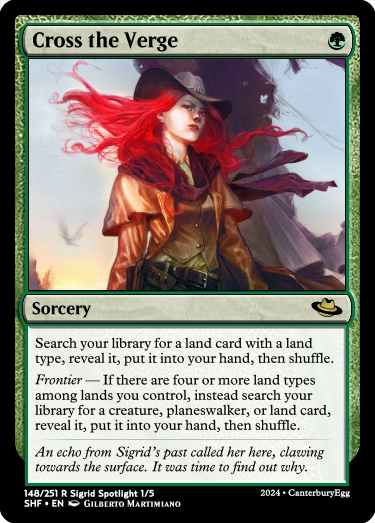 Cross the Verge
Sorcery
Search your library for a land card with a land
type, reveal it, put it into your hand, then shuffle.
Frontier — If there are four or more land types
among lands you control, instead search your
library for a creature, planeswalker, or land card,
reveal it, put it into your hand, then shuffle.
An echo from Sigrid's past called her here, clawing
towards the surface. It was time to find out why.
148/251 R Sigrid Spotlight 1/5
SHF • EN Gilberto Martimiano
2024 • CanterburyEgg